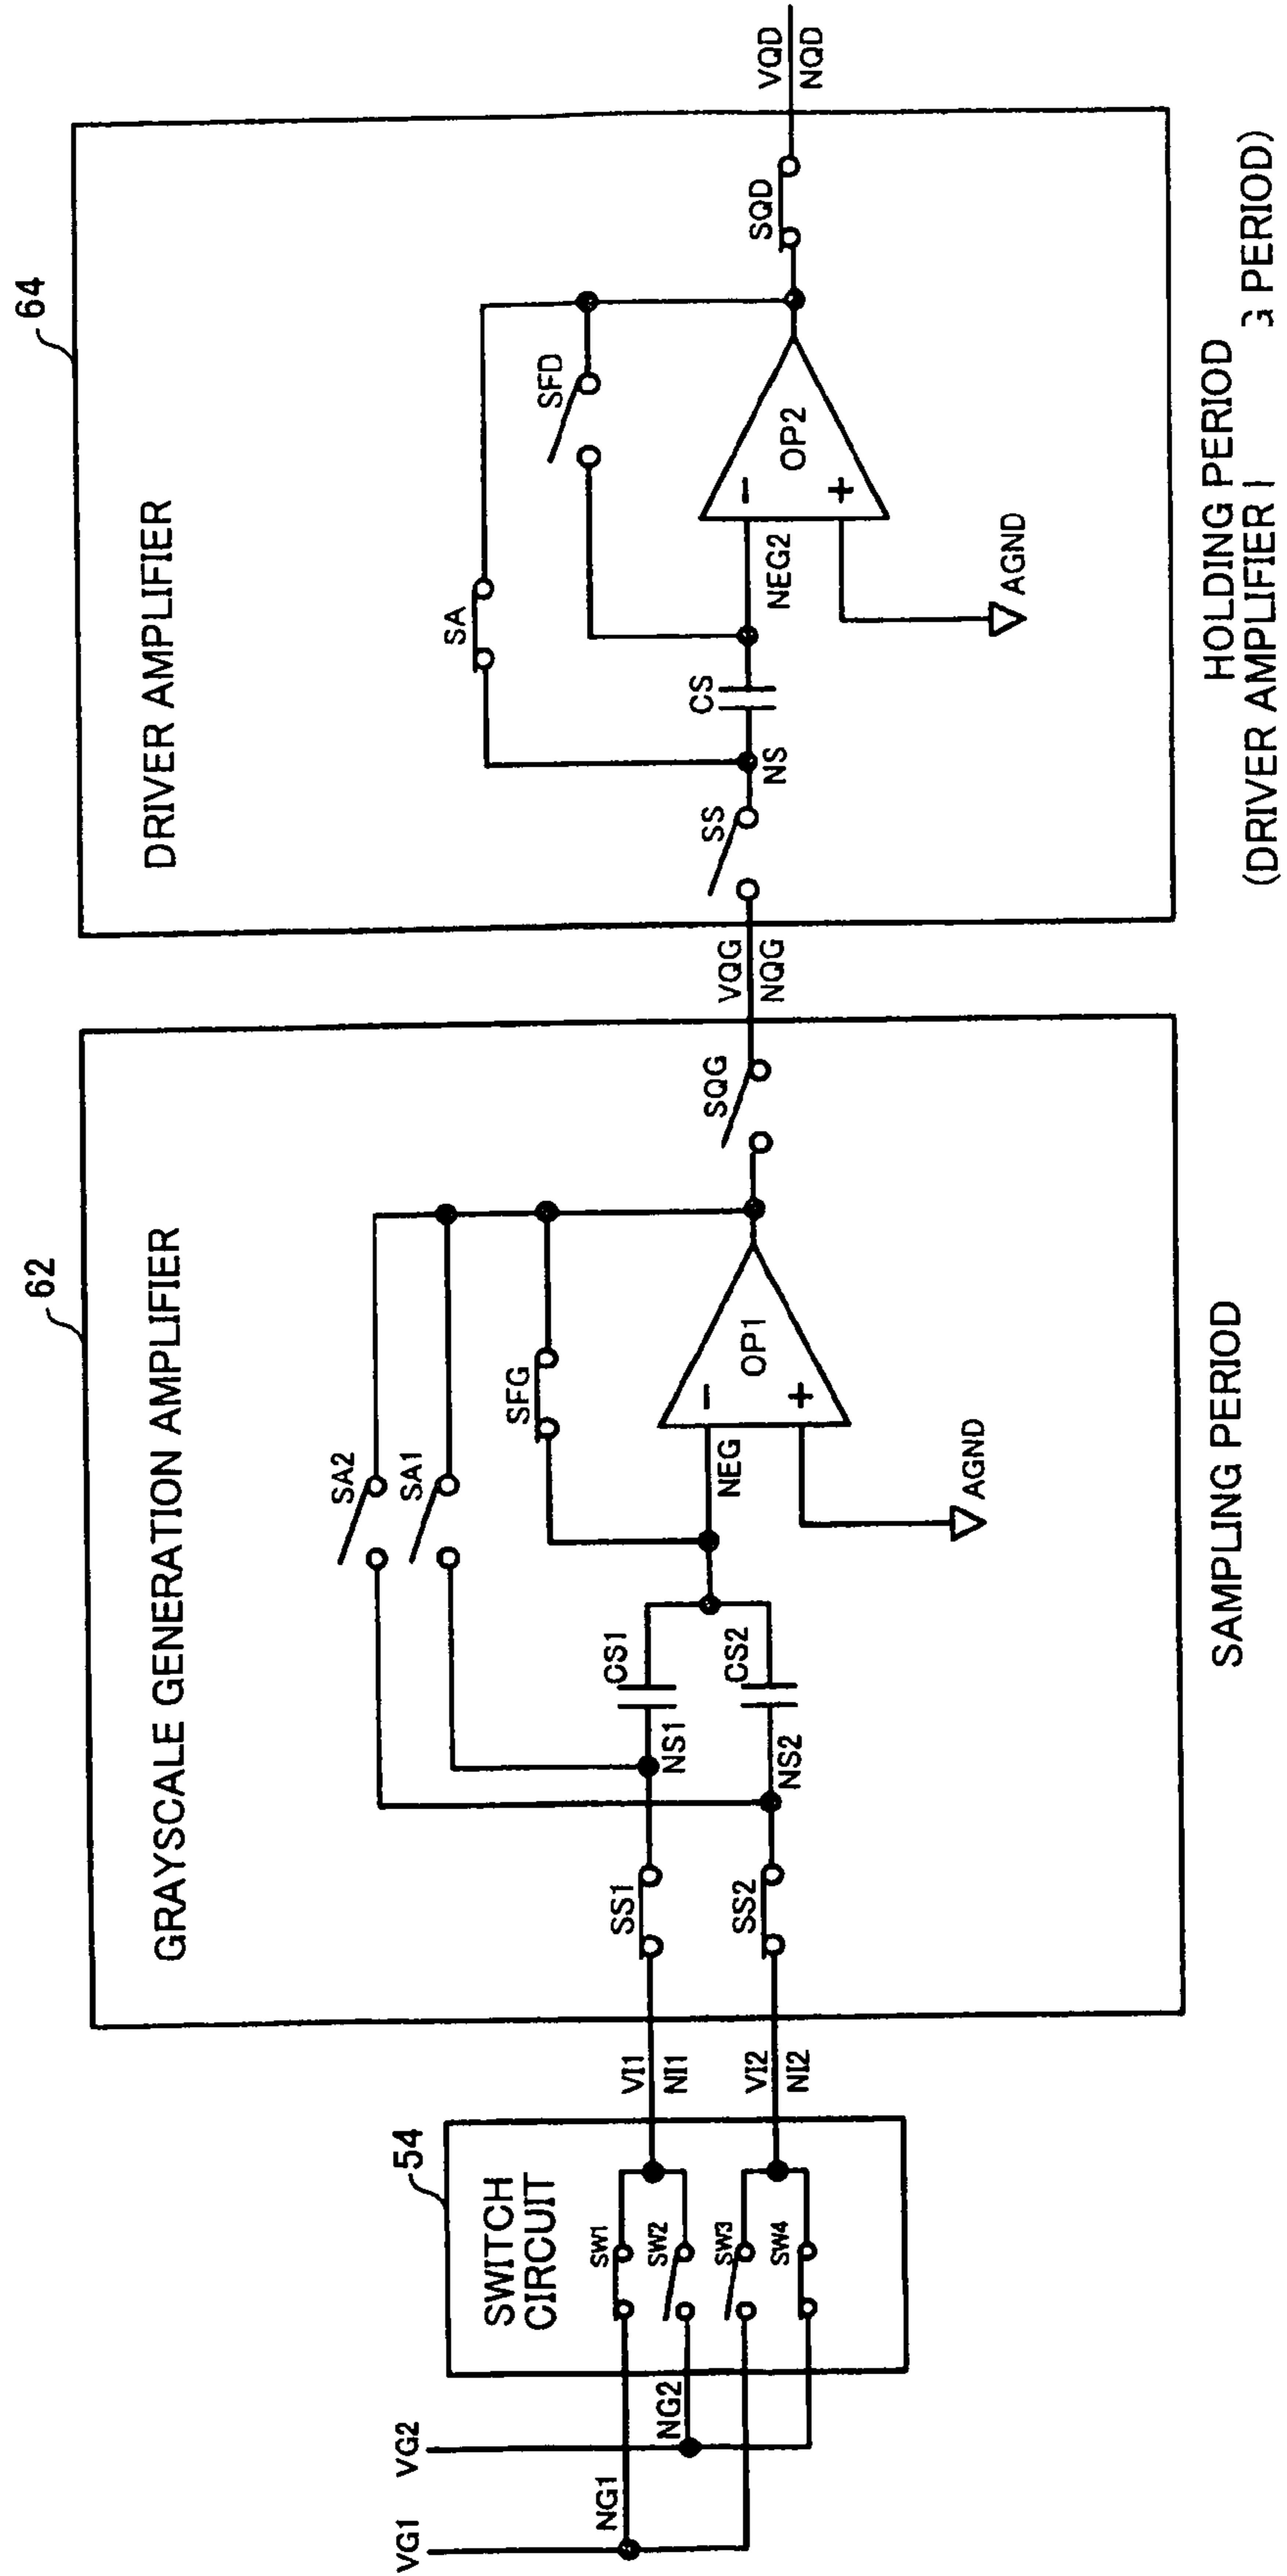 VG1
VG2
NG1
NG2
54
SWITCH
CIRCUIT
SW1
SW2
SW3
SW4
VI1
NI1
VI2
NI2
62
GRAYSCALE GENERATION AMPLIFIER
SS1
SS2
NS1
NS2
CS1
CS2
SA2
SA1
SFG
NEG
OP1
−
+
AGND
SQG
SAMPLING PERIOD
VQG
NQG
64
DRIVER AMPLIFIER
SS
NS
CS
SA
SFD
NEG2
OP2
−
+
AGND
SQD
VQD
NQD
HOLDING PERIOD
(DRIVER AMPLIFIER PERIOD)